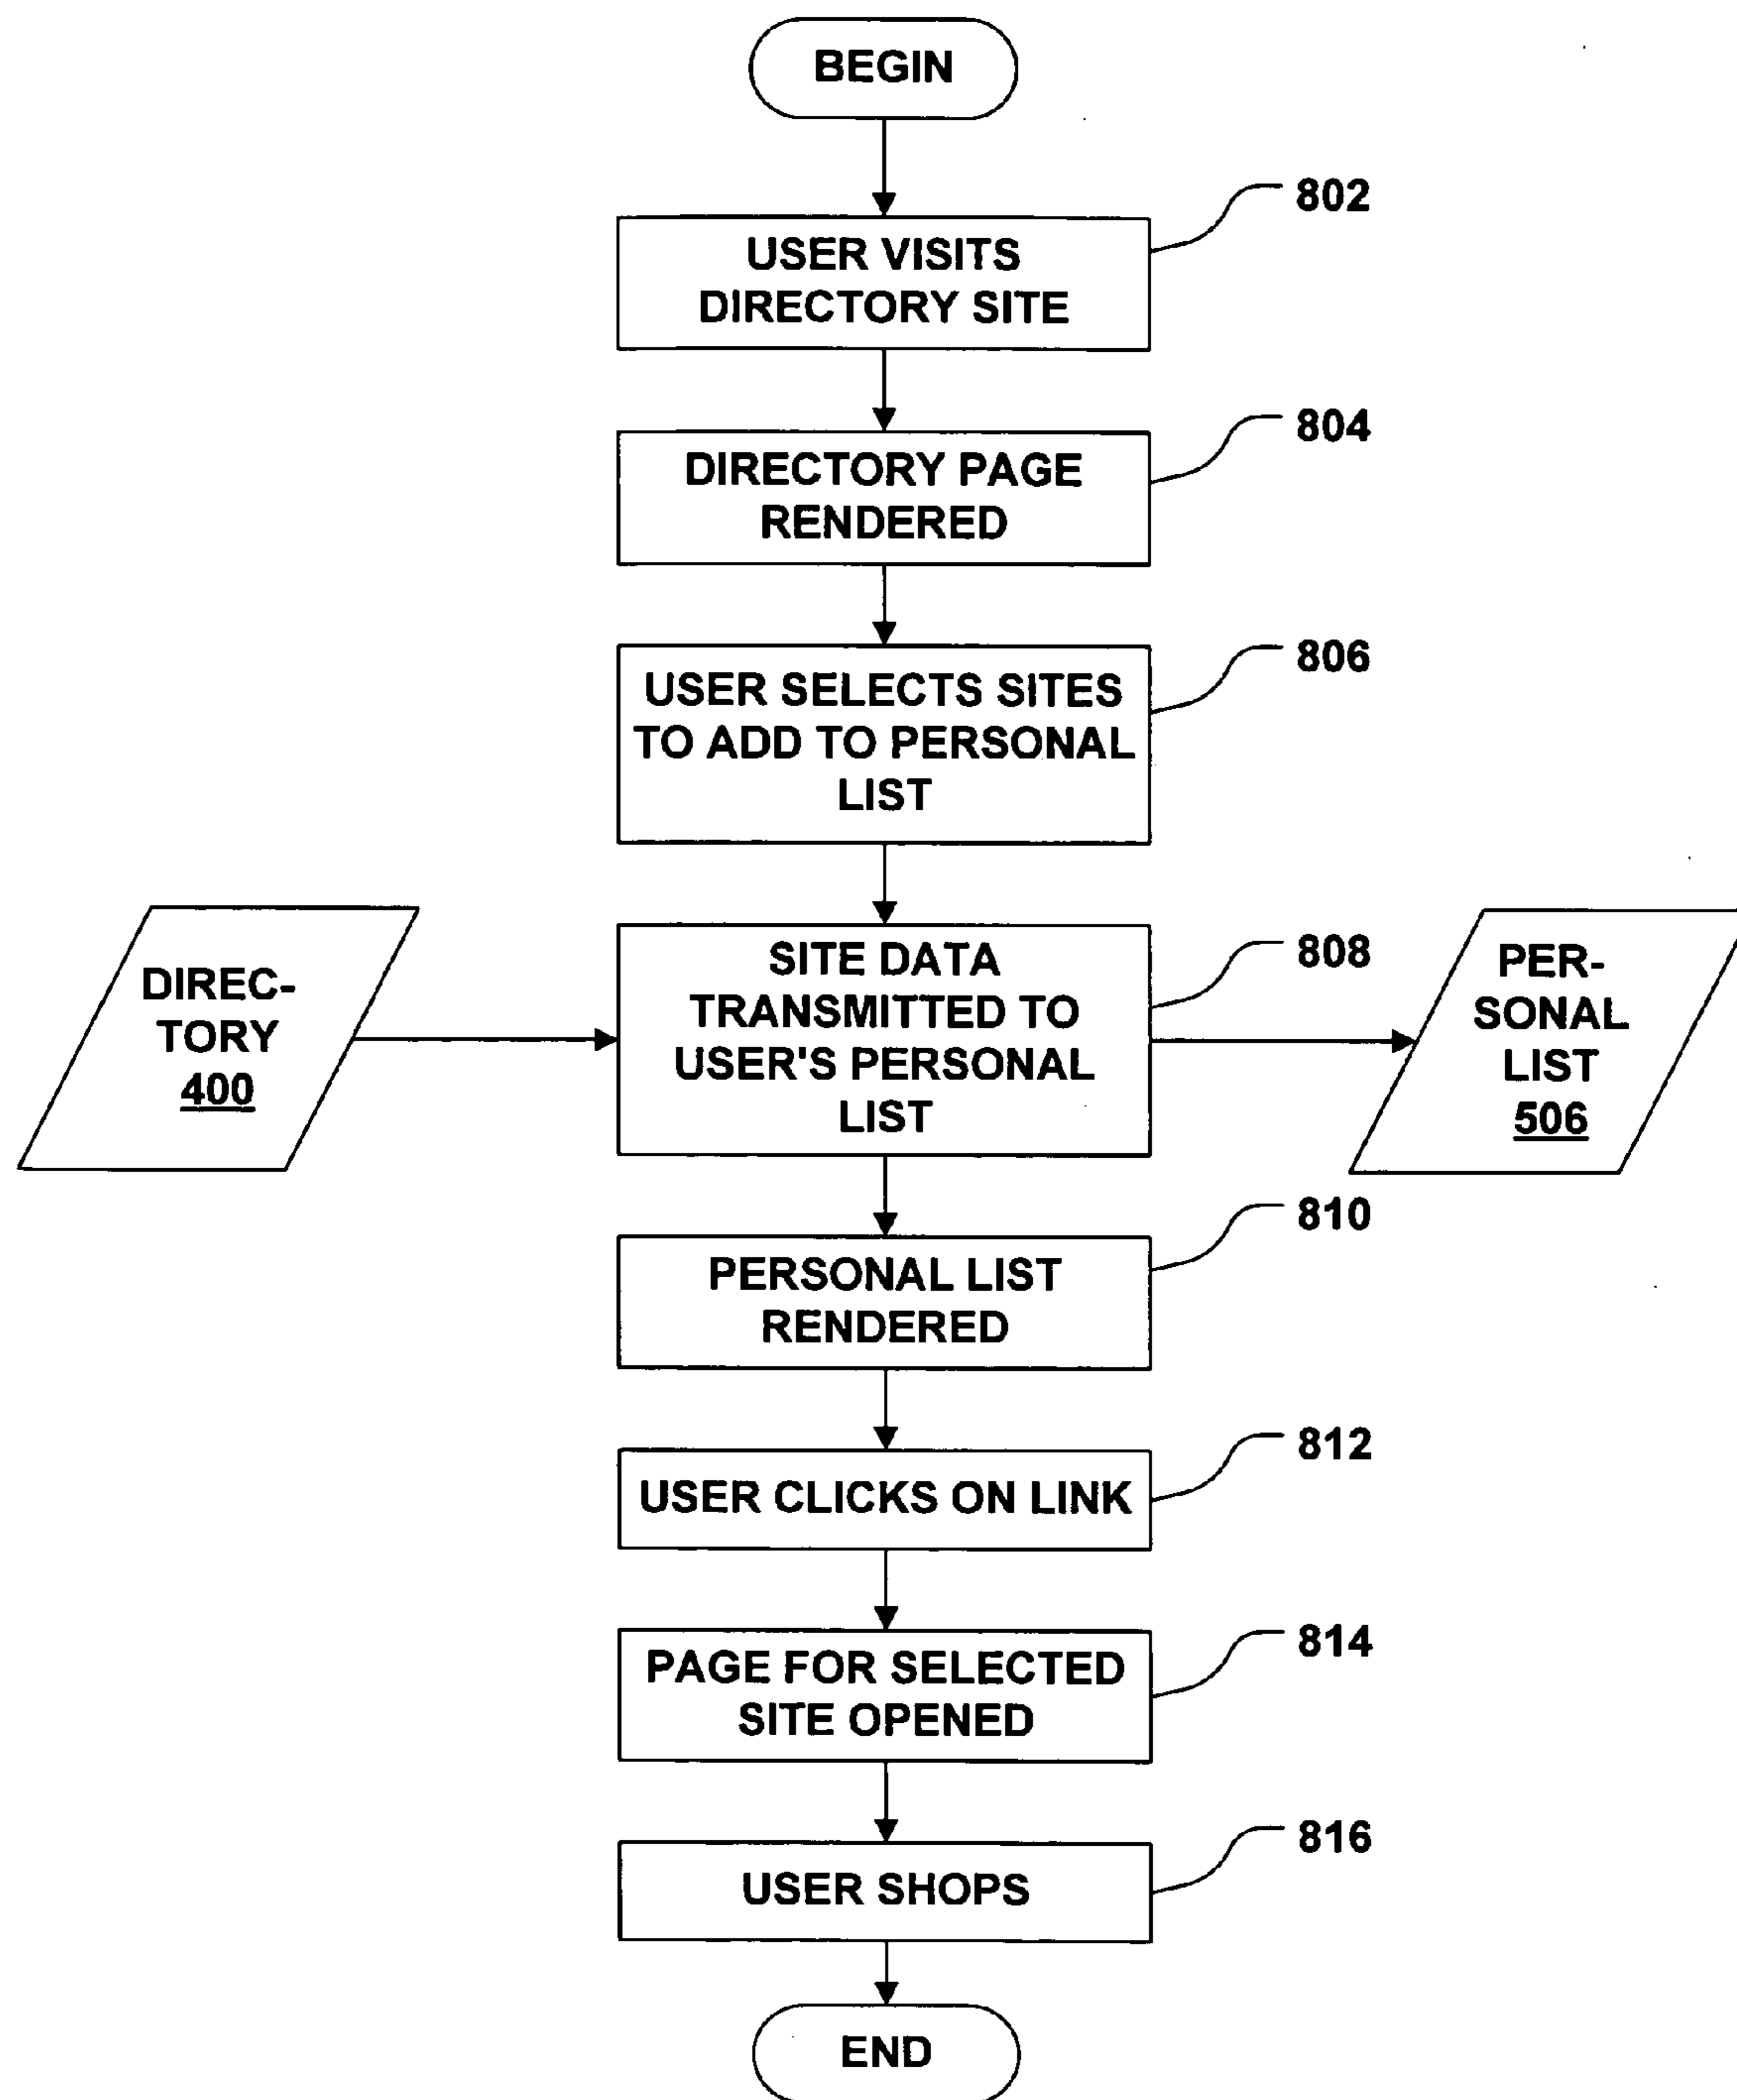 BEGIN
802
USER VISITS
DIRECTORY SITE
804
DIRECTORY PAGE
RENDERED
806
USER SELECTS SITES
TO ADD TO PERSONAL
LIST
DIREC-
TORY
400
808
SITE DATA
TRANSMITTED TO
USER'S PERSONAL
LIST
PER-
SONAL
LIST
506
810
PERSONAL LIST
RENDERED
812
USER CLICKS ON LINK
814
PAGE FOR SELECTED
SITE OPENED
816
USER SHOPS
END